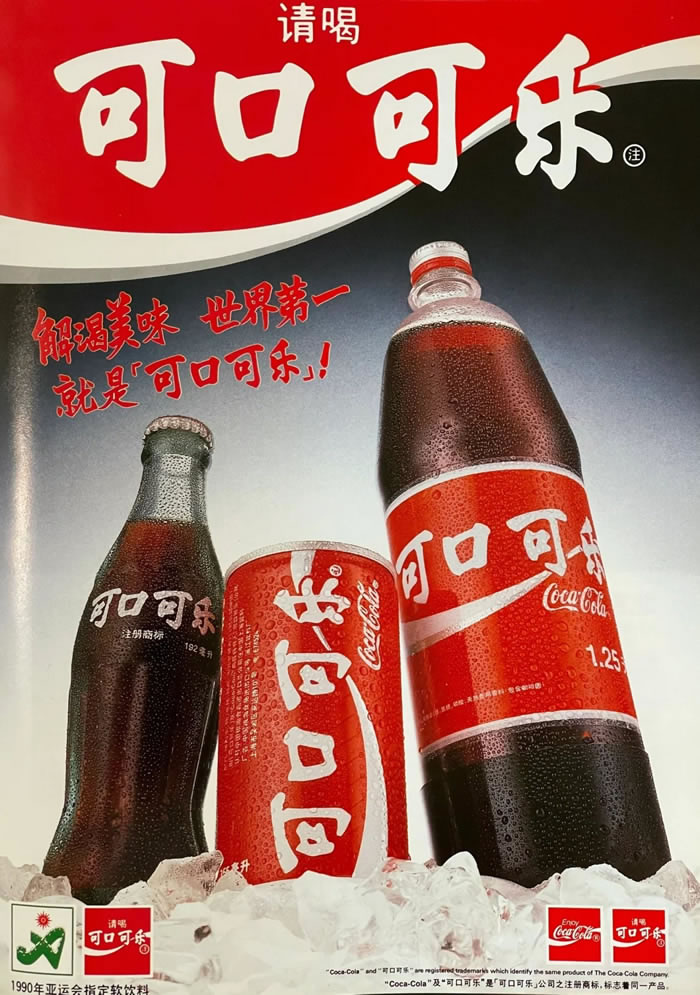 请喝
可口可乐
注
解渴美味 世界第一
就是「可口可乐」!
可口可乐
注册商标
192毫升
可口可乐
Coca-Cola
毫升
可口可乐
Coca-Cola
1.25
请喝
可口可乐
1990年亚运会指定软饮料
Enjoy
Coca-Cola
请喝
可口可乐
"Coca-Cola" and "可口可乐" are registered trademarks which identify the same product of The Coca-Cola Company.
"Coca-Cola"及"可口可乐"是「可口可乐」公司之注册商标,标志着同一产品。